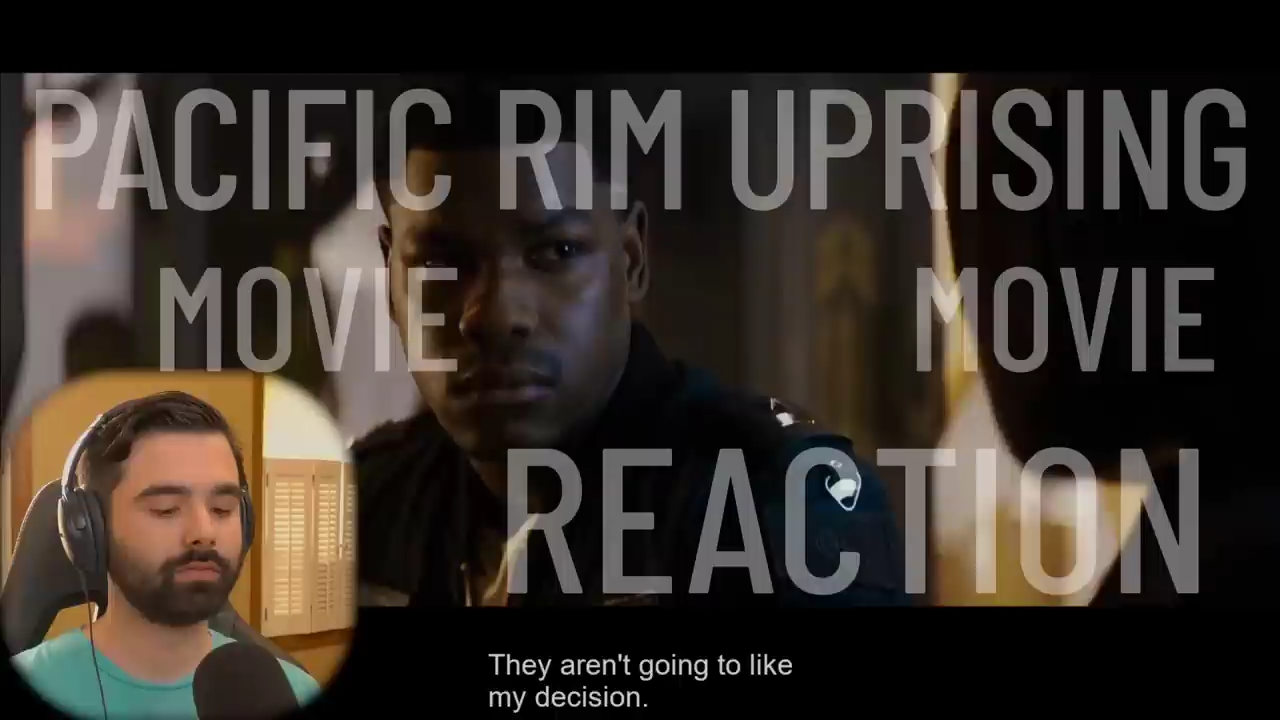 PACIFIC RIM UPRISING
MOVIE MOVIE
REACTION
They aren't going to like
my decision.